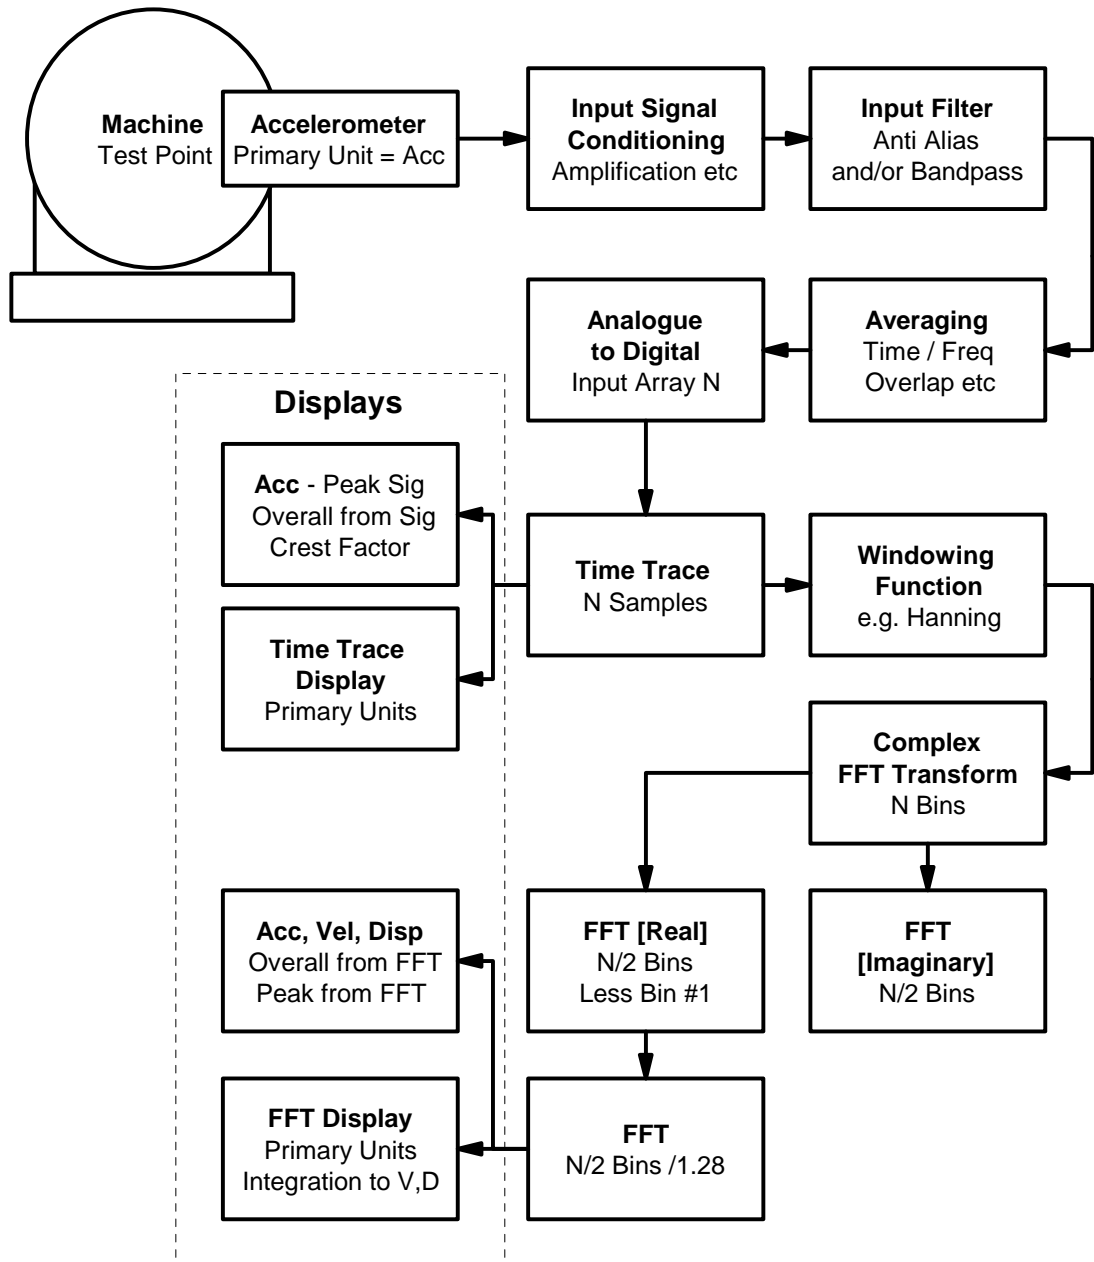 Machine
Test Point
Accelerometer
Primary Unit = Acc
Input Signal
Conditioning
Amplification etc
Input Filter
Anti Alias
and/or Bandpass
Analogue
to Digital
Input Array N
Averaging
Time / Freq
Overlap etc
Displays
Acc - Peak Sig
Overall from Sig
Crest Factor
Time Trace
N Samples
Windowing
Function
e.g. Hanning
Time Trace
Display
Primary Units
Complex
FFT Transform
N Bins
Acc, Vel, Disp
Overall from FFT
Peak from FFT
FFT [Real]
N/2 Bins
Less Bin #1
FFT
[Imaginary]
N/2 Bins
FFT Display
Primary Units
Integration to V,D
FFT
N/2 Bins /1.28